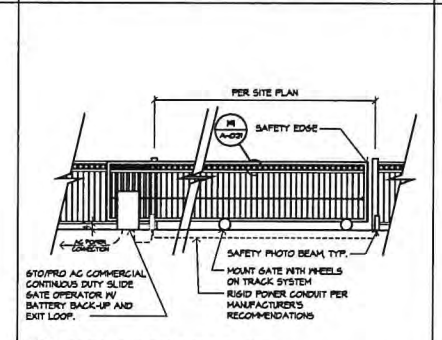 PER SITE PLAN
A-031
SAFETY EDGE
AC POWER
CONNECTION
SAFETY PHOTO BEAM, TYP.
GTO/PRO AC COMMERCIAL
CONTINUOUS DUTY SLIDE
GATE OPERATOR W/
BATTERY BACK-UP AND
EXIT LOOP.
MOUNT GATE WITH WHEELS
ON TRACK SYSTEM
RIGID POWER CONDUIT PER
MANUFACTURER'S
RECOMMENDATIONS